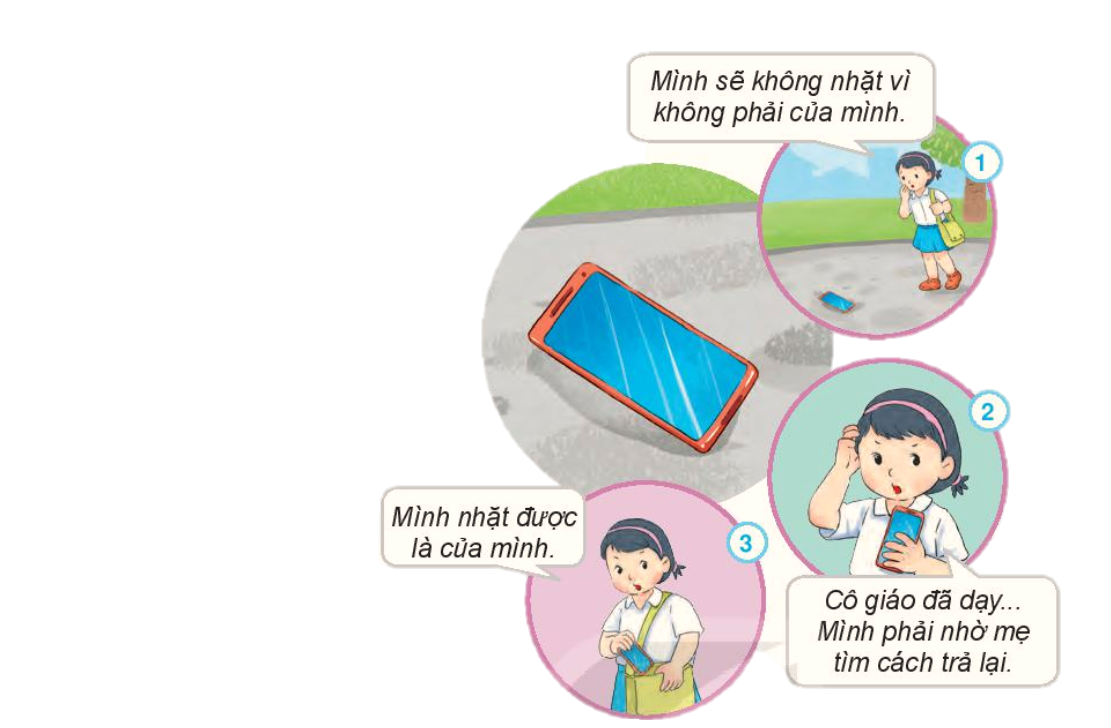 Mình sẽ không nhặt vì
không phải của mình.
1
2
Cô giáo đã dạy...
Mình phải nhờ mẹ
tìm cách trả lại.
Mình nhặt được
là của mình.
3